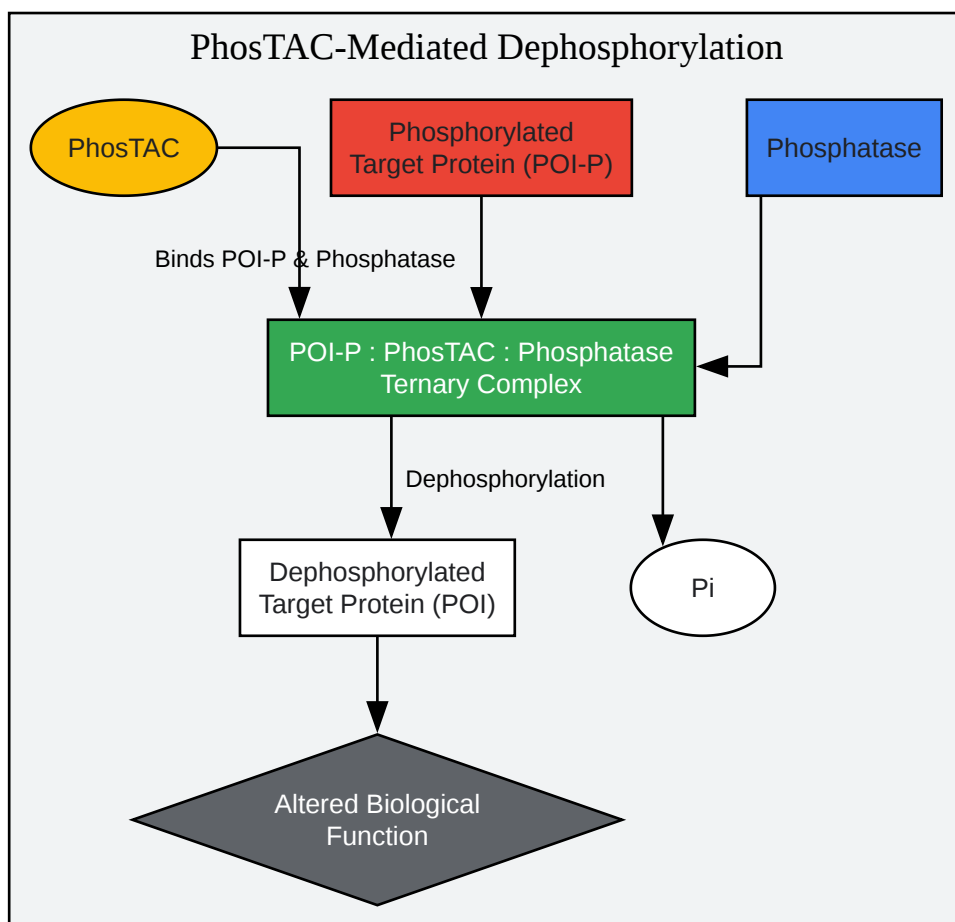 PhosTAC-Mediated Dephosphorylation
PhosTAC
Phosphorylated
Target Protein (POI-P)
Phosphatase
Binds POI-P & Phosphatase
POI-P : PhosTAC : Phosphatase
Ternary Complex
Dephosphorylation
Dephosphorylated
Target Protein (POI)
Pi
Altered Biological
Function